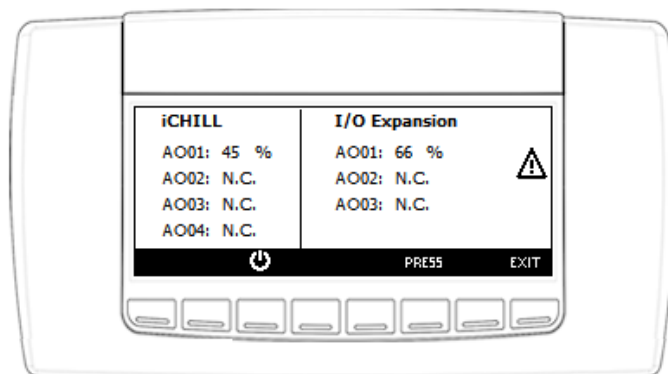 iCHILL
AO01: 45 %
AO02: N.C.
AO03: N.C.
AO04: N.C.
I/O Expansion
AO01: 66 %
AO02: N.C.
AO03: N.C.
PRESS EXIT